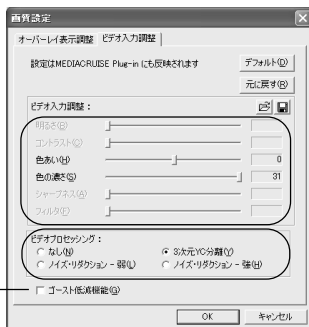 画質設定
オーバーレイ表示調整 ビデオ入力調整
設定はMEDIACRUISE Plug-in にも反映されます
デフォルト(D)
元に戻す(R)
ビデオ入力調整：
明るさ(B)
コントラスト(C)
色あい(H) 0
色の濃さ(S) 31
シャープネス(A)
フィルタ(F)
ビデオプロセッシング：
なし(N) 3次元YC分離(Y)
ノイズ・リダクション - 弱(L) ノイズ・リダクション - 強(H)
ゴースト低減機能(G)
OK キャンセル